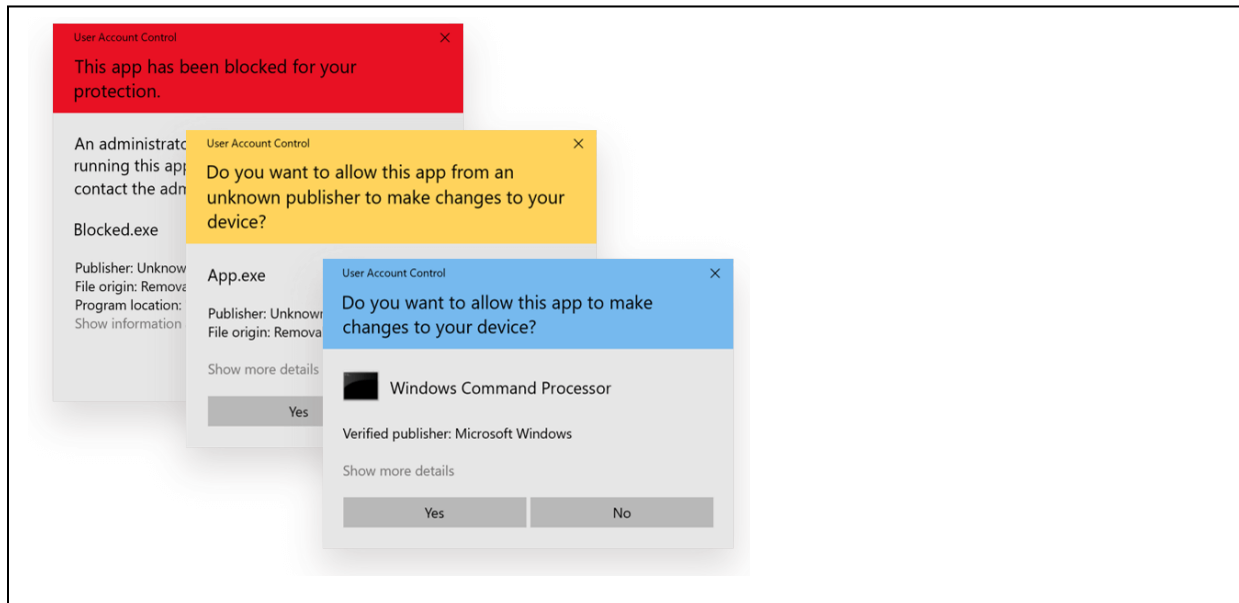 User Account Control
This app has been blocked for your
protection.
An administrato
running this app
contact the adm
Blocked.exe
Publisher: Unknow
File origin: Remova
Program location:
Show information
User Account Control
Do you want to allow this app from an
unknown publisher to make changes to your
device?
App.exe
Publisher: Unknown
File origin: Remova
Show more details
Yes
User Account Control
Do you want to allow this app to make
changes to your device?
Windows Command Processor
Verified publisher: Microsoft Windows
Show more details
Yes No